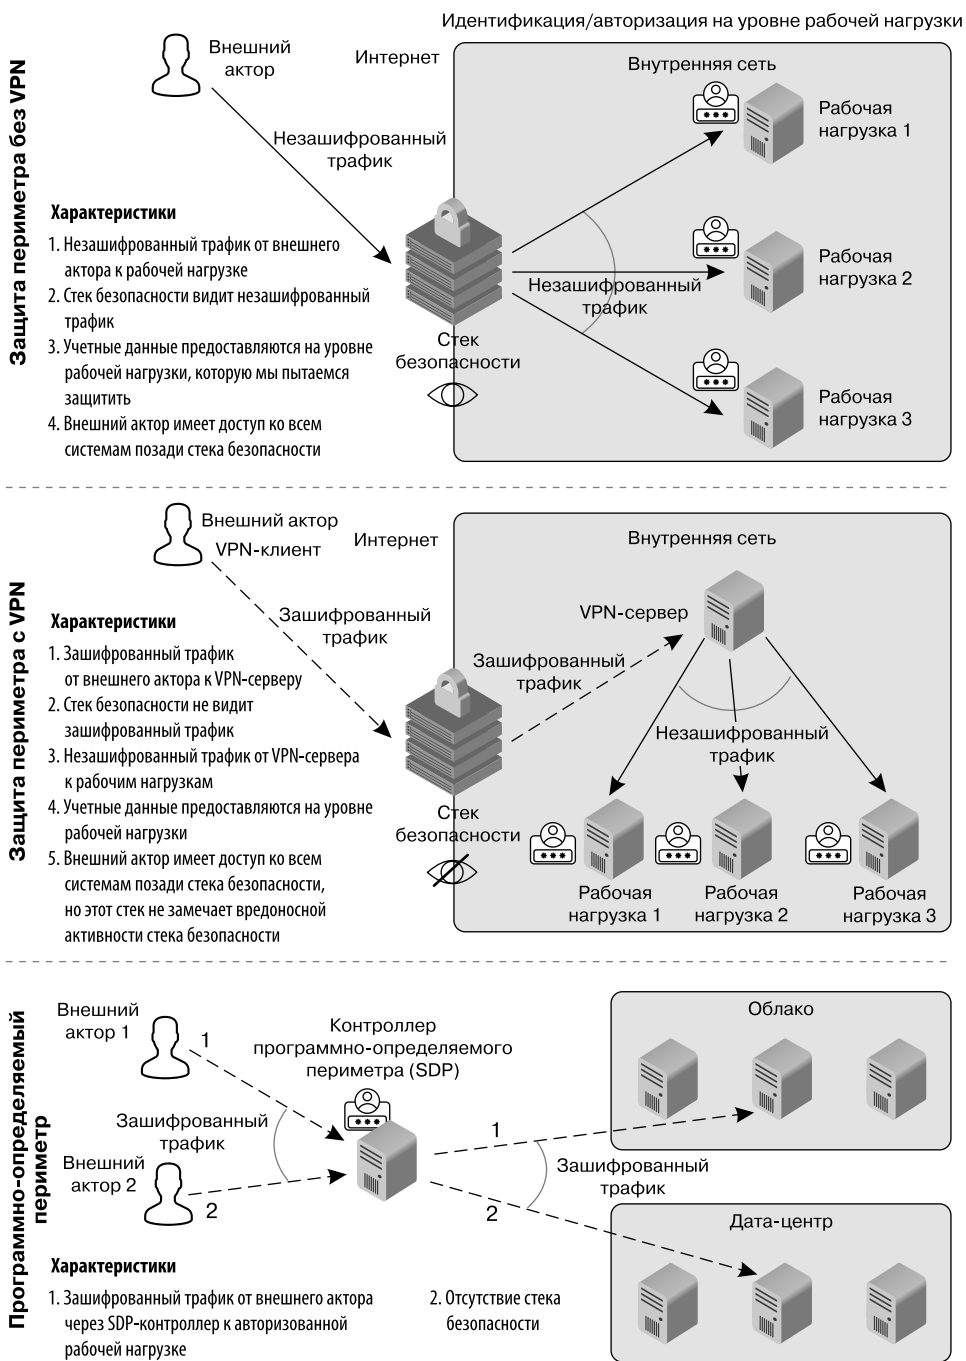 Идентификация/авторизация на уровне рабочей нагрузки
Защита периметра без VPN
Внешний
актор
Интернет
Внутренняя сеть
Незашифрованный
трафик
***
Рабочая
нагрузка 1
Характеристики
1. Незашифрованный трафик от внешнего
актора к рабочей нагрузке
2. Стек безопасности видит незашифрованный
трафик
3. Учетные данные предоставляются на уровне
рабочей нагрузки, которую мы пытаемся
защитить
4. Внешний актор имеет доступ ко всем
системам позади стека безопасности
***
Рабочая
нагрузка 2
Незашифрованный
трафик
Стек
безопасности
***
Рабочая
нагрузка 3
Защита периметра с VPN
Внешний актор
VPN-клиент
Интернет
Внутренняя сеть
Зашифрованный
трафик
VPN-сервер
Характеристики
1. Зашифрованный трафик
от внешнего актора к VPN-серверу
2. Стек безопасности не видит
зашифрованный трафик
3. Незашифрованный трафик от VPN-сервера
к рабочим нагрузкам
4. Учетные данные предоставляются на уровне
рабочей нагрузки
5. Внешний актор имеет доступ ко всем
системам позади стека безопасности,
но этот стек не замечает вредоносной
активности стека безопасности
Зашифрованный
трафик
Незашифрованный
трафик
Стек
безопасности
***
Рабочая
нагрузка 1
***
Рабочая
нагрузка 2
***
Рабочая
нагрузка 3
Программно-определяемый
периметр
Внешний
актор 1
1
Контроллер
программно-определяемого
периметра (SDP)
***
Облако
Зашифрованный
трафик
1
Внешний
актор 2
2
Зашифрованный
трафик
2
Дата-центр
Характеристики
1. Зашифрованный трафик от внешнего актора
через SDP-контроллер к авторизованной
рабочей нагрузке
2. Отсутствие стека
безопасности